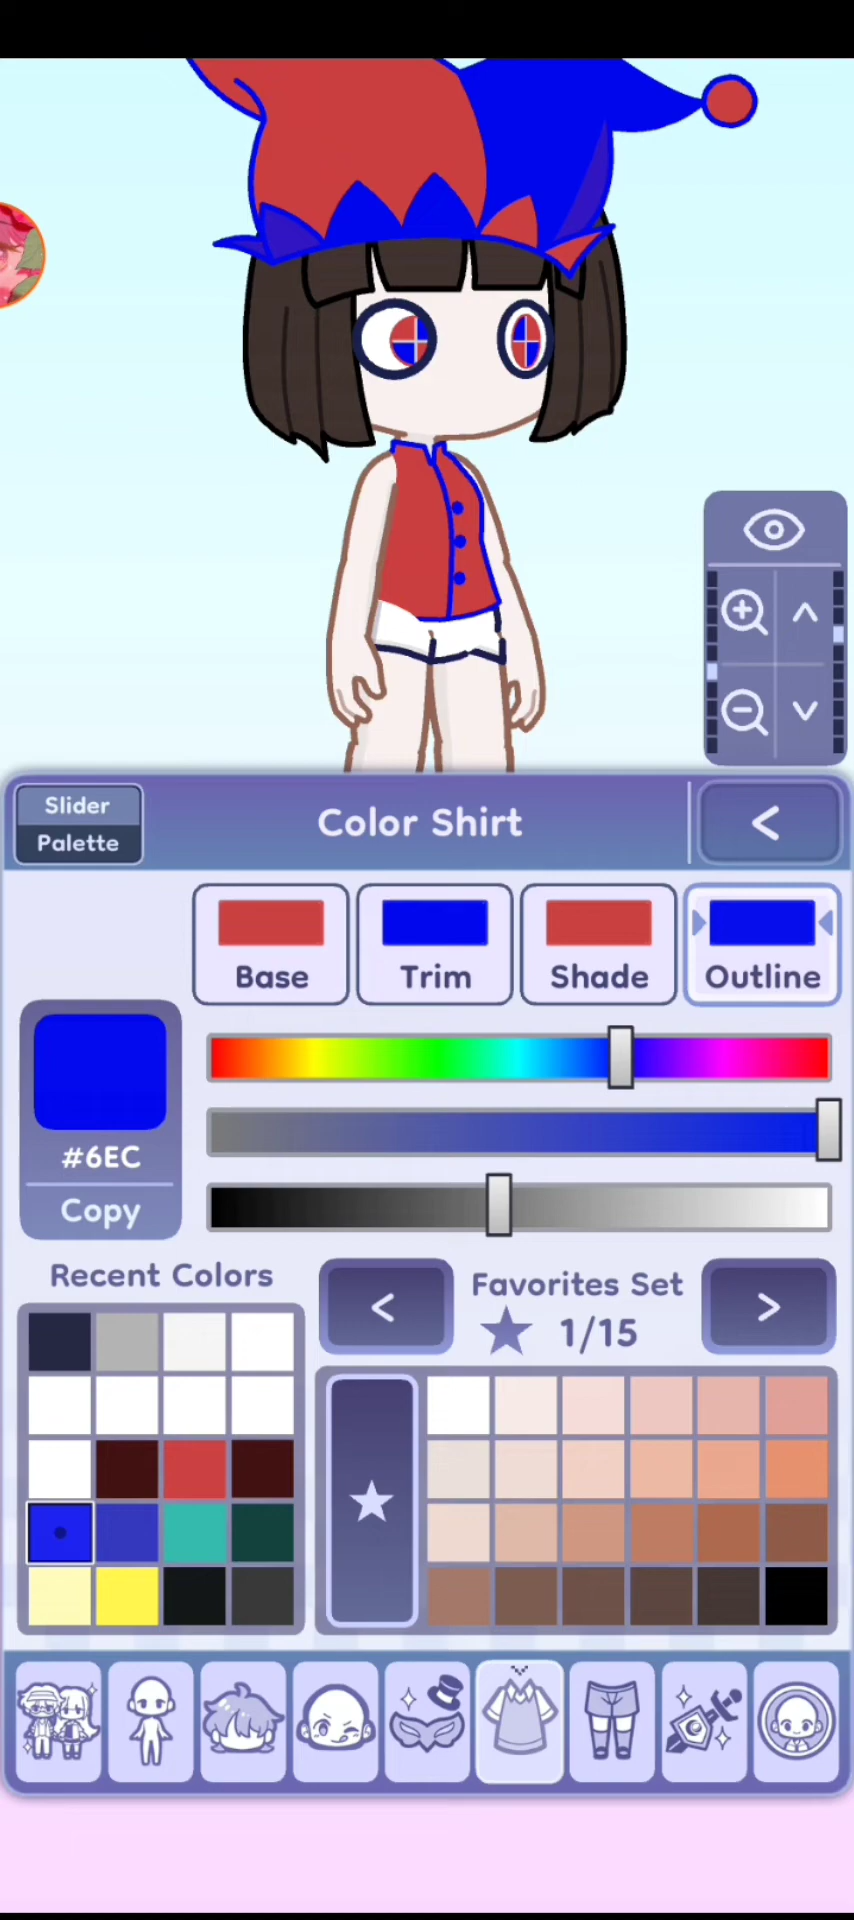 Slider
Palette
Color Shirt
<
Base
Trim
Shade
Outline
#6EC
Copy
Recent Colors
<
Favorites Set
1/15
>